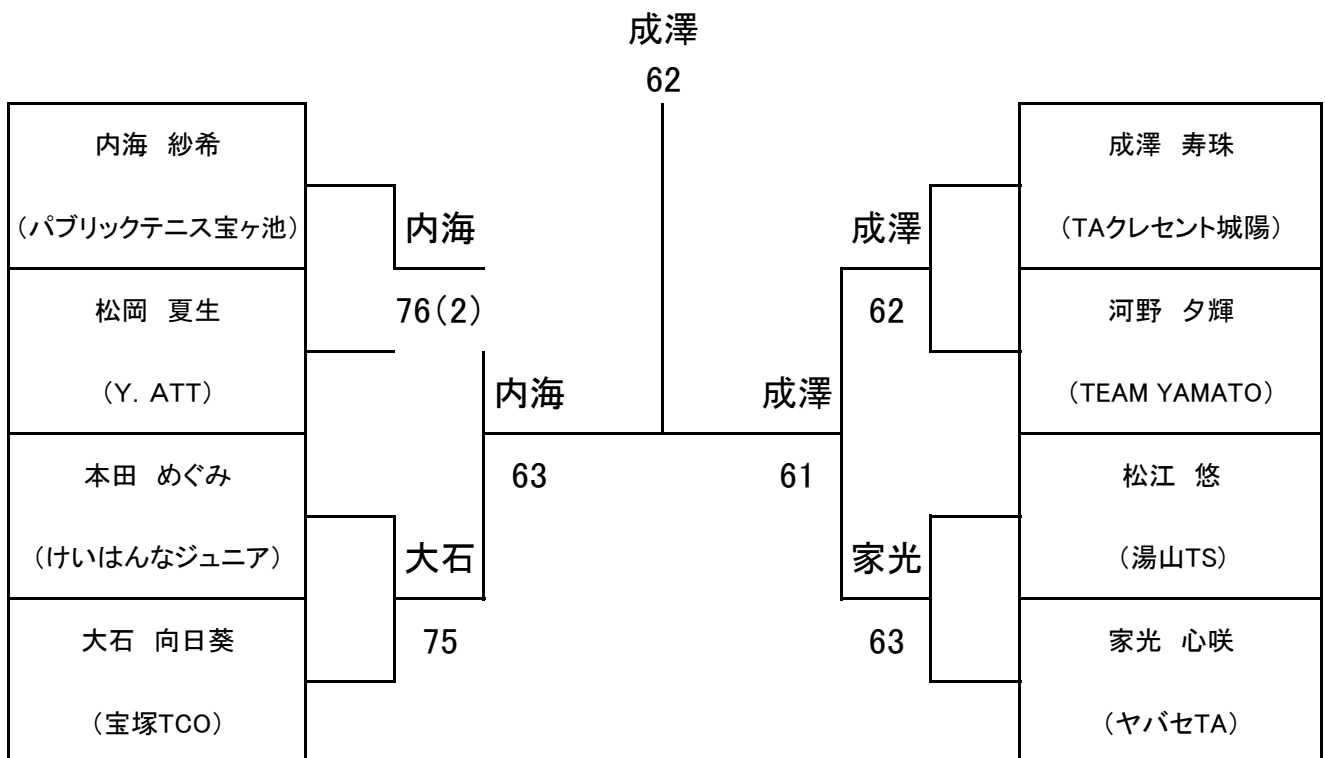 成澤
62
内海　紗希
（パブリックテニス宝ヶ池）
松岡　夏生
（Y. ATT）
本田　めぐみ
（けいはんなジュニア）
大石　向日葵
（宝塚TCO）
内海
76(2)
大石
75
内海
63
成澤
61
成澤
62
家光
63
成澤　寿珠
（TAクレセント城陽）
河野　夕輝
（TEAM YAMATO）
松江　悠
（湯山TS）
家光　心咲
（ヤバセTA）